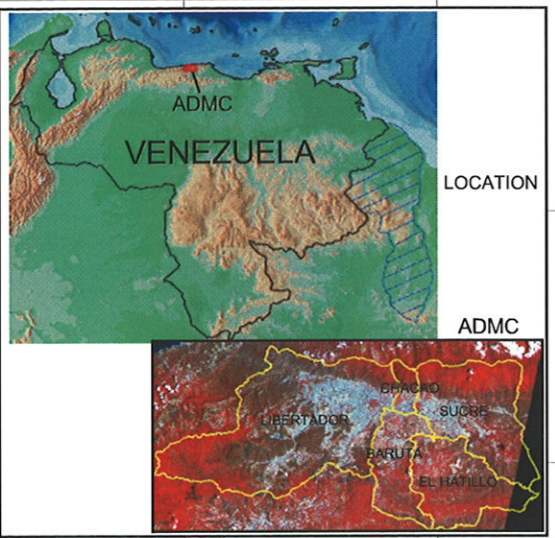 ADMC
VENEZUELA
LOCATION
ADMC
CHACAO
SUCRE
LIBERTADOR
BARUTA
EL HATILLO